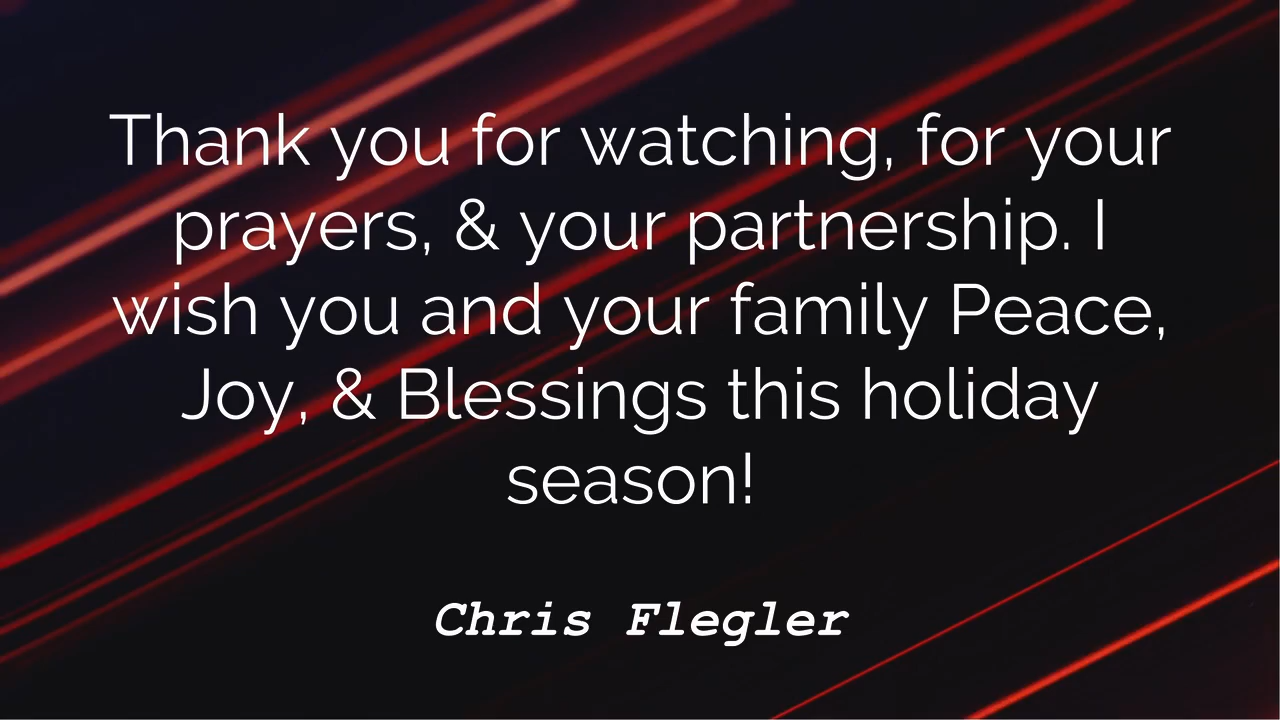 Thank you for watching, for your
prayers, & your partnership. I
wish you and your family Peace,
Joy, & Blessings this holiday
season!
Chris Flegler